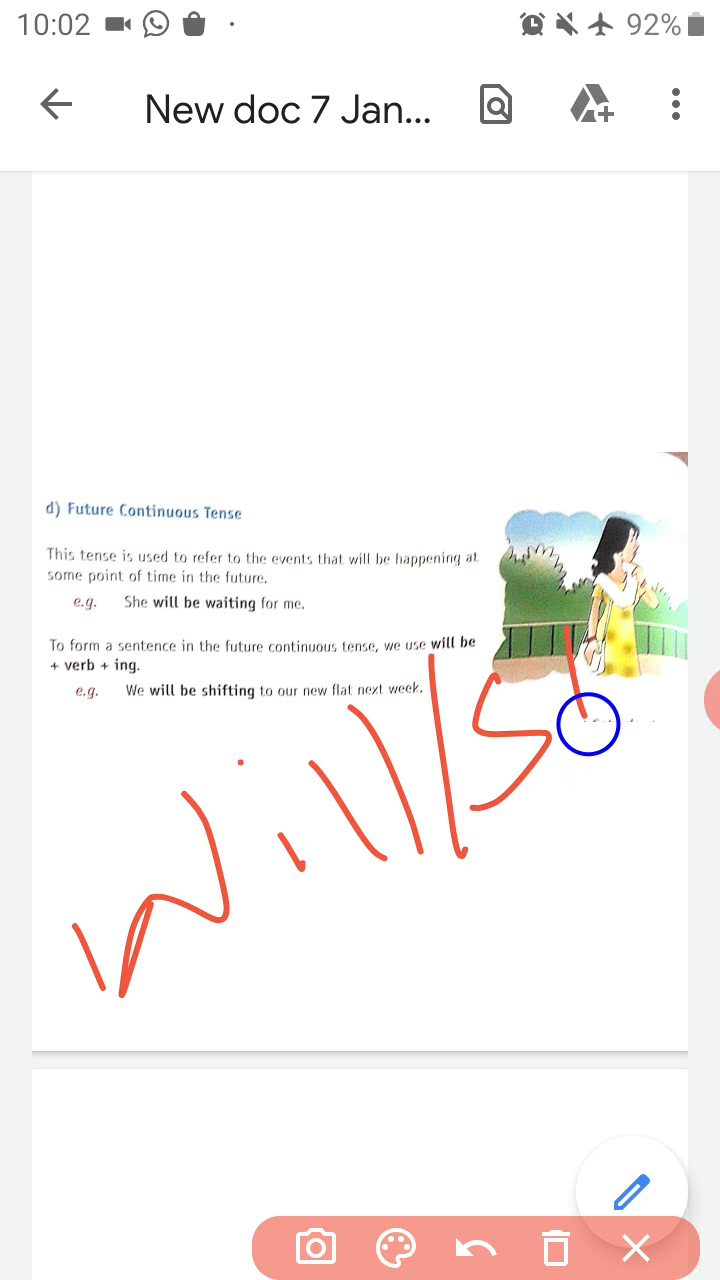 10:02 92%
New doc 7 Jan...
d) Future Continuous Tense
This tense is used to refer to the events that will be happening at
some point of time in the future.
e.g. She will be waiting for me.
To form a sentence in the future continuous tense, we use will be
+ verb + ing.
e.g. We will be shifting to our new flat next week.
will/s